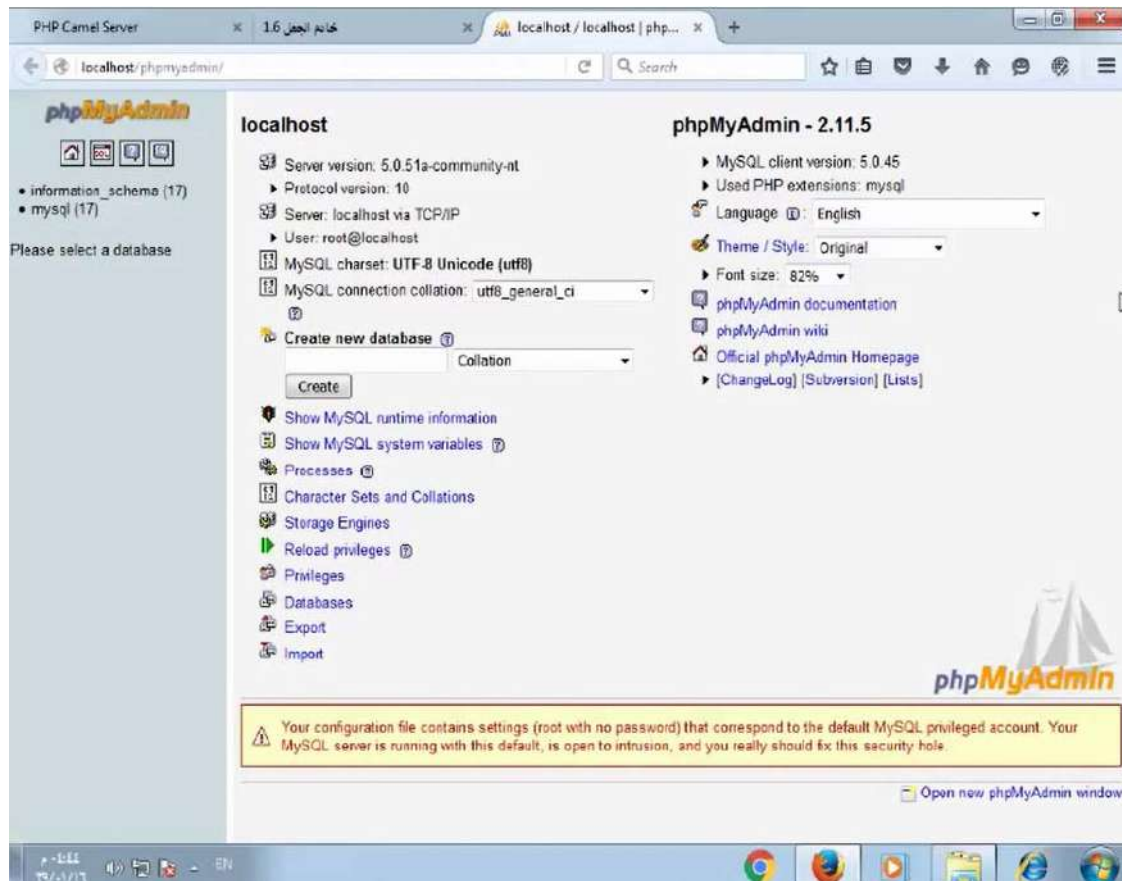 PHP Camel Server
خادم الجمل 1.6
localhost / localhost | php...
localhost/phpmyadmin/
Search
phpMyAdmin
information_schema (17)
mysql (17)
Please select a database
localhost
Server version: 5.0.51a-community-nt
Protocol version: 10
Server: localhost via TCP/IP
User: root@localhost
MySQL charset: UTF-8 Unicode (utf8)
MySQL connection collation: utf8_general_ci
Create new database
Collation
Create
Show MySQL runtime information
Show MySQL system variables
Processes
Character Sets and Collations
Storage Engines
Reload privileges
Privileges
Databases
Export
Import
phpMyAdmin - 2.11.5
MySQL client version: 5.0.45
Used PHP extensions: mysql
Language : English
Theme / Style: Original
Font size: 82%
phpMyAdmin documentation
phpMyAdmin wiki
Official phpMyAdmin Homepage
[ChangeLog] [Subversion] [Lists]
phpMyAdmin
Your configuration file contains settings (root with no password) that correspond to the default MySQL privileged account. Your
MySQL server is running with this default, is open to intrusion, and you really should fix this security hole.
Open new phpMyAdmin window
EN